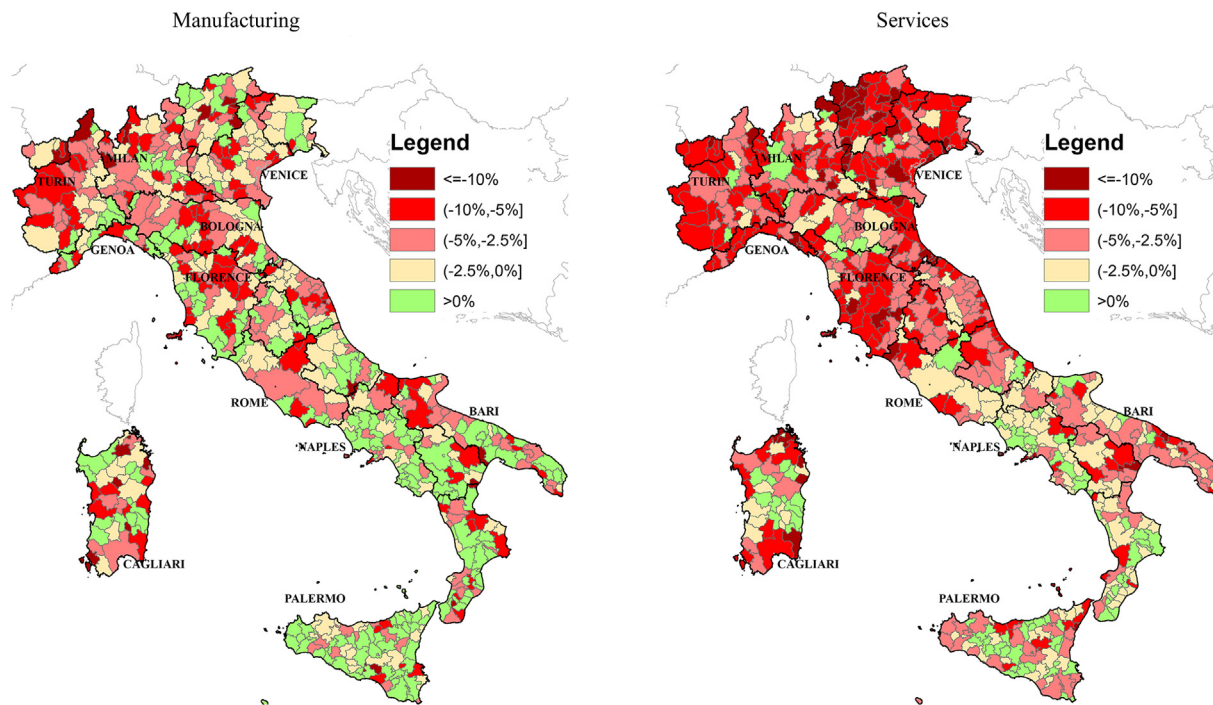 Manufacturing
Services
Legend
<=-10%
(-10%,-5%]
(-5%,-2.5%]
(-2.5%,0%]
>0%
MILAN
TURIN
VENICE
BOLOGNA
GENOA
FLORENCE
ROME
BARI
NAPLES
CAGLIARI
PALERMO
Legend
<=-10%
(-10%,-5%]
(-5%,-2.5%]
(-2.5%,0%]
>0%
MILAN
TURIN
VENICE
BOLOGNA
GENOA
FLORENCE
ROME
BARI
NAPLES
CAGLIARI
PALERMO